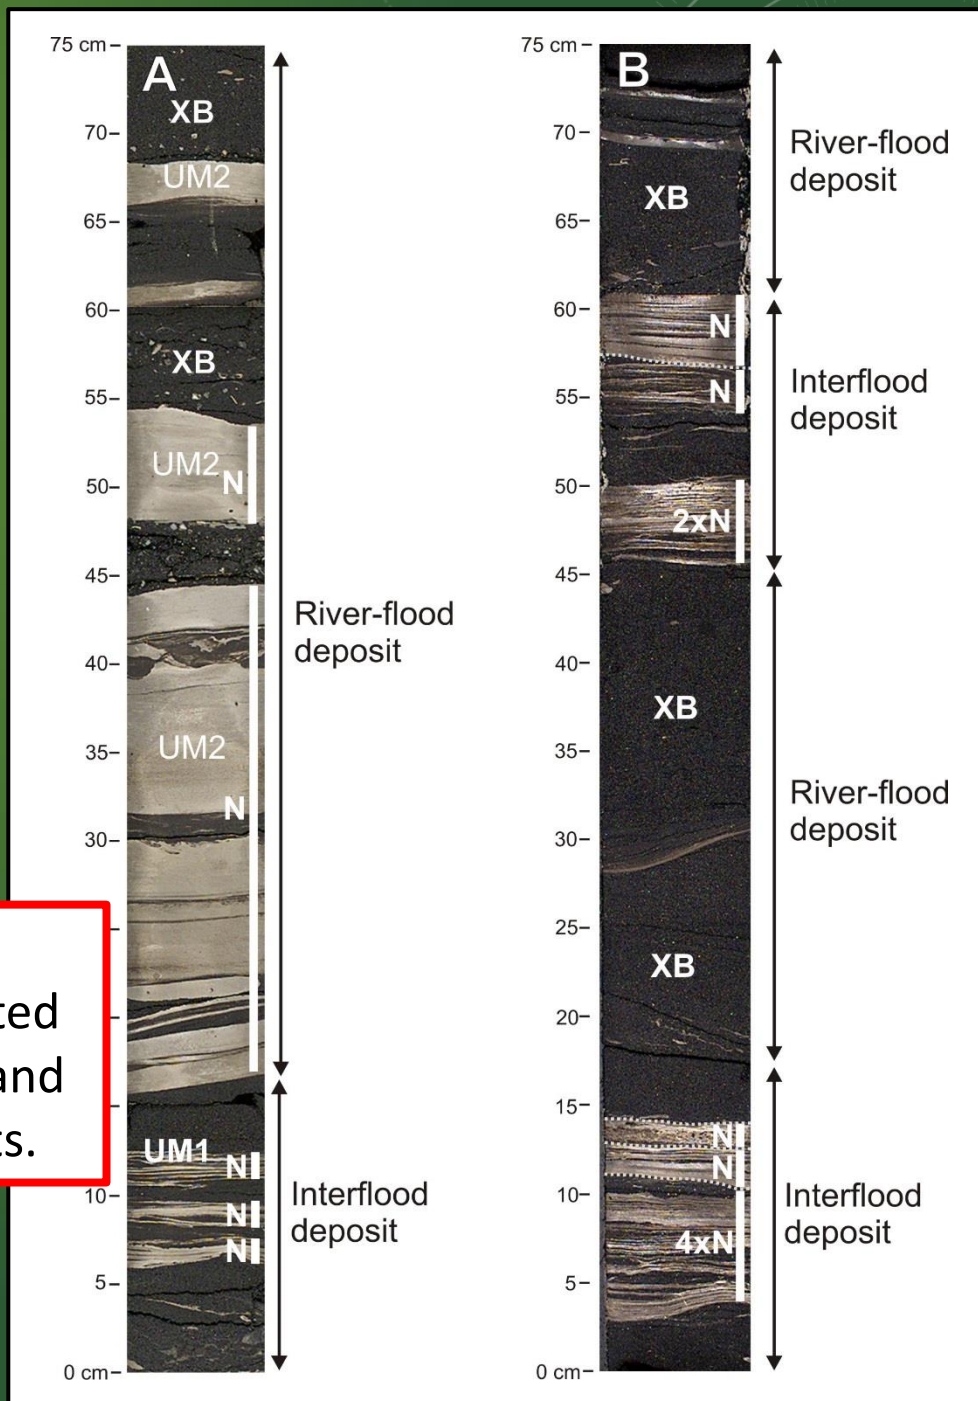 75 cm
A
XB
70
UM2
65
60
XB
55
UM2
N
50
45
River-flood
deposit
40
UM2
35
N
30
ted
and
ts.
UM1
N
10
N
N
Interflood
deposit
5
0 cm
75 cm
B
70
River-flood
deposit
XB
65
60
N
N
55
Interflood
deposit
50
2xN
45
40
XB
35
River-flood
deposit
30
25
XB
20
15
N
N
10
Interflood
deposit
4xN
5
0 cm